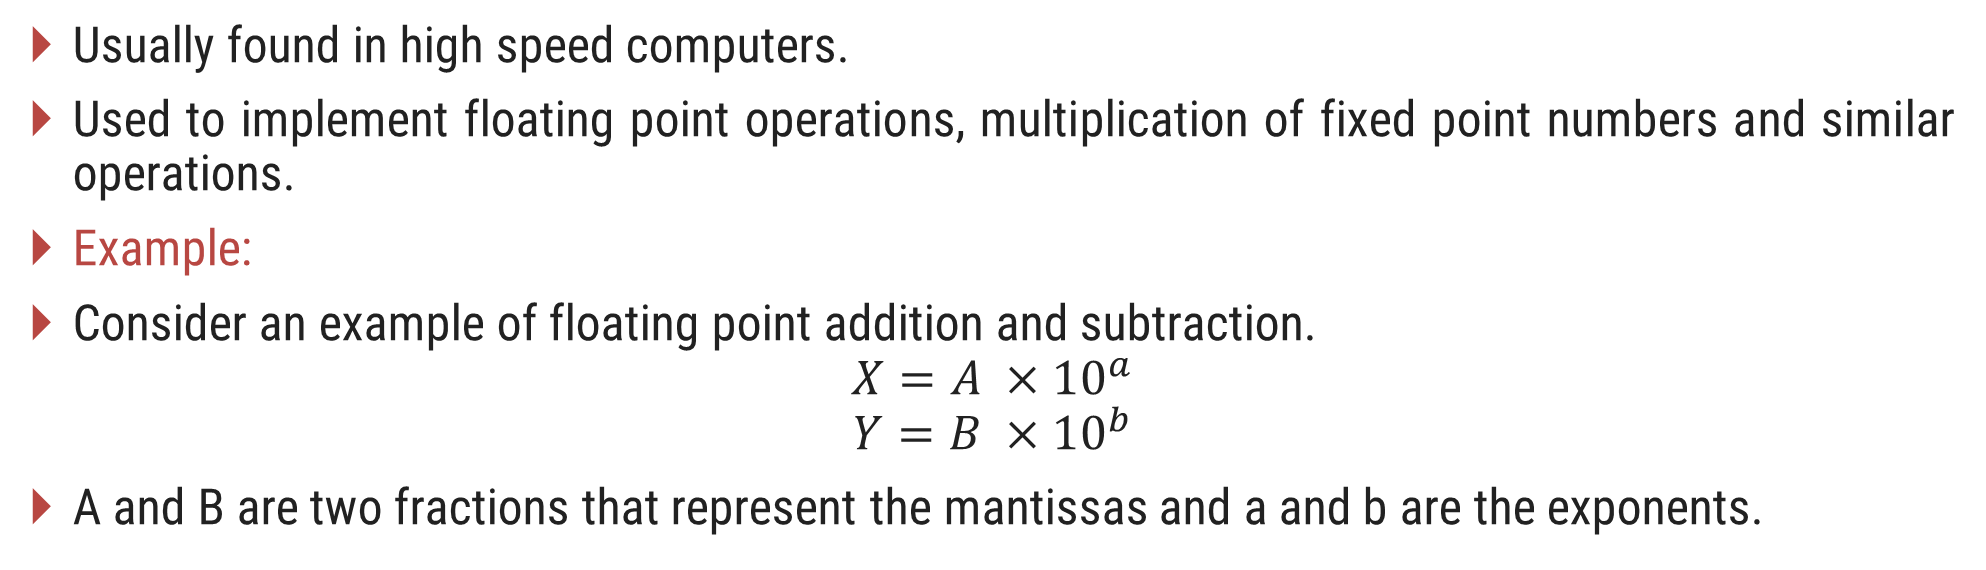 Usually found in high speed computers.
Used to implement floating point operations, multiplication of fixed point numbers and similar
operations.
Example:
Consider an example of floating point addition and subtraction.
X = A × 10^a
Y = B × 10^b
A and B are two fractions that represent the mantissas and a and b are the exponents.